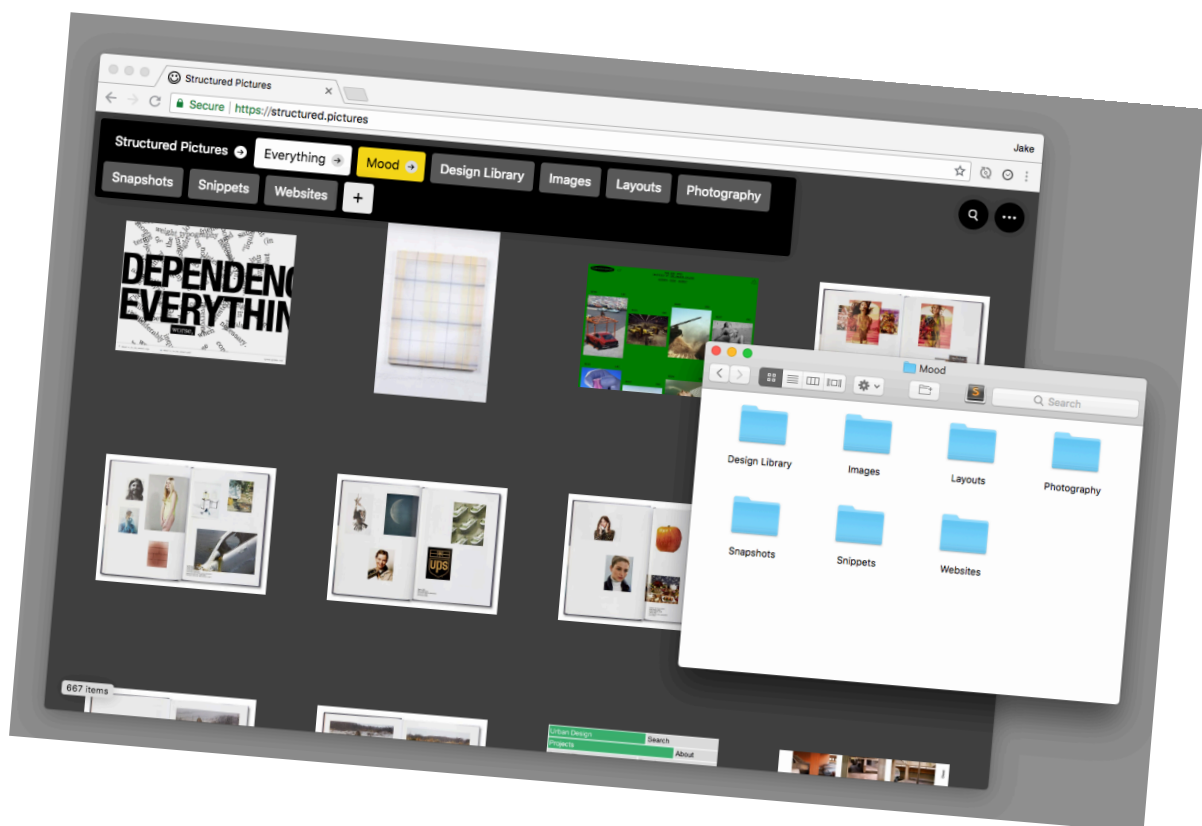 Structured Pictures
Jake
Secure | https://structured.pictures
Structured Pictures
Everything
Mood
Design Library
Images
Layouts
Photography
Snapshots
Snippets
Websites
+
DEPENDENC
EVERYTHIN
Mood
Search
Design Library
Images
Layouts
Photography
Snapshots
Snippets
Websites
ups
667 items
Urban Design
Search
Projects
About